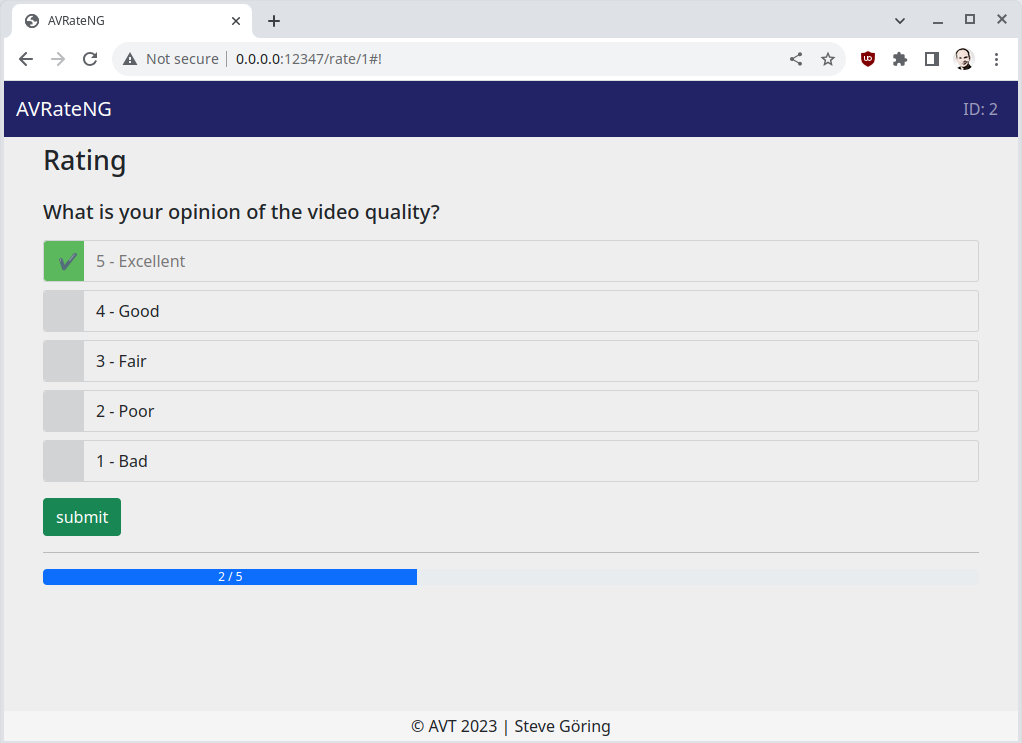 AVRateNG
Not secure
0.0.0.0:12347/rate/1#!
AVRateNG
ID: 2
Rating
What is your opinion of the video quality?
5 - Excellent
4 - Good
3 - Fair
2 - Poor
1 - Bad
submit
2 / 5
© AVT 2023 | Steve Göring